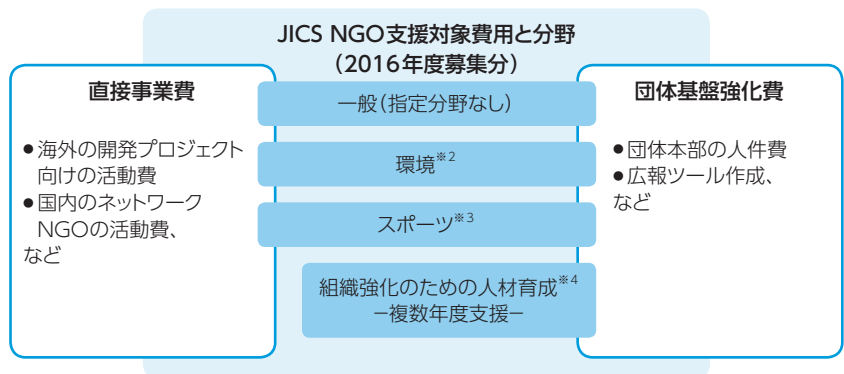 JICS NGO支援対象費用と分野
（2016年度募集分）
直接事業費
●海外の開発プロジェクト
向けの活動費
●国内のネットワーク
NGOの活動費、
など
一般（指定分野なし）
環境※2
スポーツ※3
組織強化のための人材育成※4
−複数年度支援−
団体基盤強化費
●団体本部の人件費
●広報ツール作成、
など